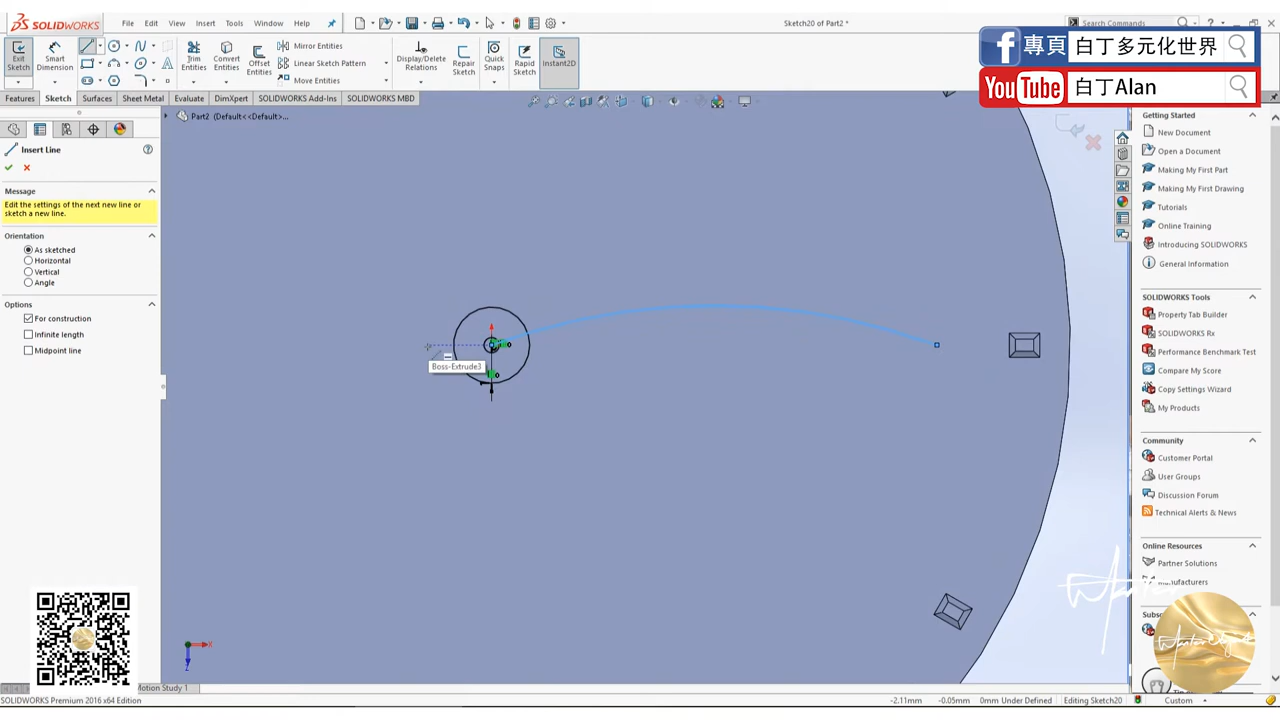 SOLIDWORKS
File Edit View Insert Tools Window Help
Sketch20 of Part2 *
Search Commands
Exit Sketch
Smart Dimension
Trim Entities
Convert Entities
Offset Entities
Mirror Entities
Linear Sketch Pattern
Move Entities
Display/Delete Relations
Repair Sketch
Quick Snaps
Rapid Sketch
Instant2D
f 專頁 白丁多元化世界
YouTube 白丁Alan
Features Sketch Surfaces Sheet Metal Evaluate DimXpert SOLIDWORKS Add-Ins SOLIDWORKS MBD
Part2 (Default<<Default>...
Insert Line
Message
Edit the settings of the next new line or
sketch a new line.
Orientation
As sketched
Horizontal
Vertical
Angle
Options
For construction
Infinite length
Midpoint line
Boss-Extrude3
Getting Started
New Document
Open a Document
Making My First Part
Making My First Drawing
Tutorials
Online Training
Introducing SOLIDWORKS
General Information
SOLIDWORKS Tools
Property Tab Builder
SOLIDWORKS Rx
Performance Benchmark Test
Compare My Score
Copy Settings Wizard
My Products
Community
Customer Portal
User Groups
Discussion Forum
Technical Alerts & News
Online Resources
Partner Solutions
Manufacturers
X
Z
Motion Study 1
SOLIDWORKS Premium 2016 x64 Edition
-2.11mm -0.05mm 0mm Under Defined Editing Sketch20 Custom